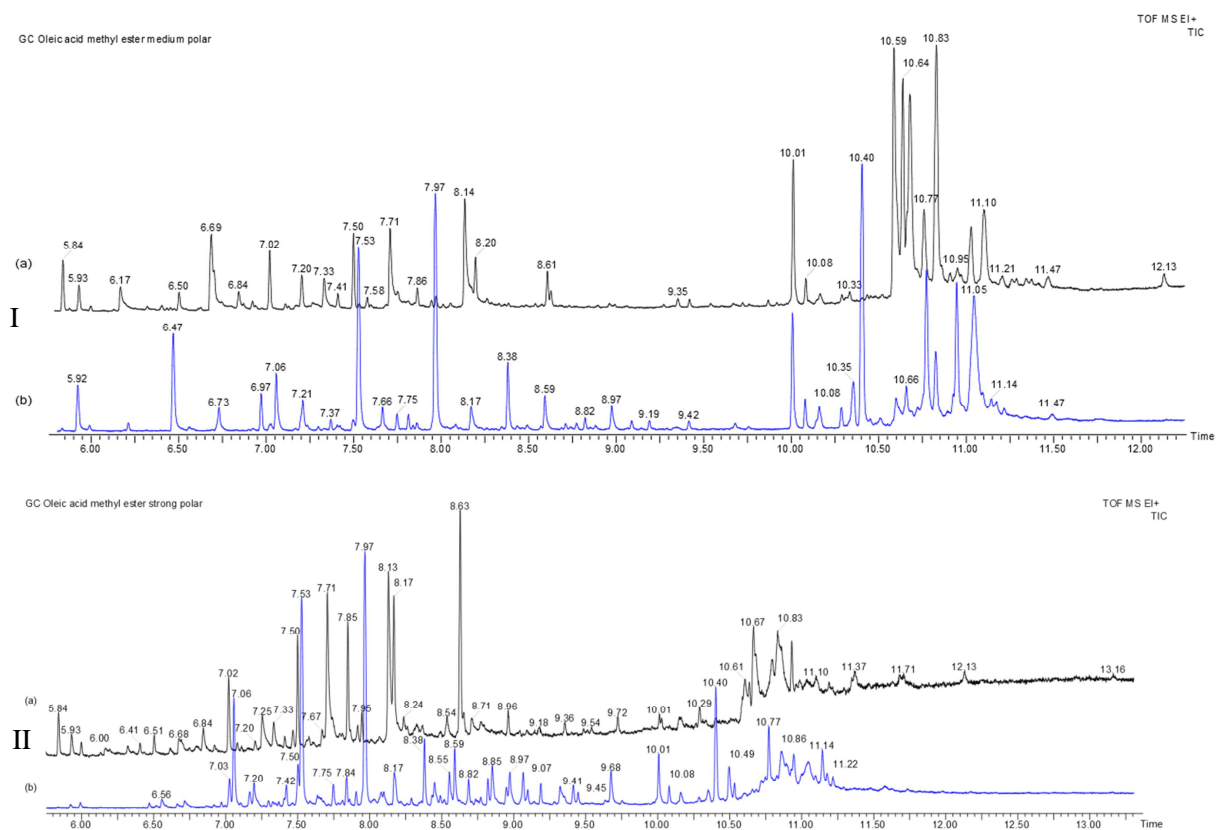 GC Oleic acid methyl ester medium polar
TOF MS EI+
TIC
I
(a)
5.84 5.93 6.17 6.50 6.69 6.84 7.02 7.20 7.33 7.41 7.50 7.58 7.71 7.86 8.14 8.20 8.61 9.35 10.01 10.08 10.33 10.59 10.64 10.77 10.83 10.95 11.10 11.21 11.47 12.13
(b)
5.92 6.47 6.73 6.97 7.06 7.21 7.37 7.53 7.66 7.75 7.97 8.17 8.38 8.59 8.82 8.97 9.19 9.42 10.08 10.35 10.40 10.66 11.05 11.14 11.47
6.00 6.50 7.00 7.50 8.00 8.50 9.00 9.50 10.00 10.50 11.00 11.50 12.00 Time
GC Oleic acid methyl ester strong polar
TOF MS EI+
TIC
II
(a)
5.84 5.93 6.00 6.41 6.51 6.68 6.84 7.02 7.20 7.25 7.33 7.50 7.67 7.71 7.85 7.95 8.13 8.17 8.24 8.54 8.63 8.71 8.96 9.18 9.36 9.54 9.72 10.01 10.29 10.61 10.67 10.83 11.10 11.37 11.71 12.13 13.16
(b)
6.56 7.03 7.06 7.20 7.42 7.50 7.53 7.75 7.84 7.97 8.17 8.38 8.55 8.59 8.82 8.85 8.97 9.07 9.41 9.45 9.68 10.01 10.08 10.40 10.49 10.77 10.86 11.14 11.22
6.00 6.50 7.00 7.50 8.00 8.50 9.00 9.50 10.00 10.50 11.00 11.50 12.00 12.50 13.00 Time